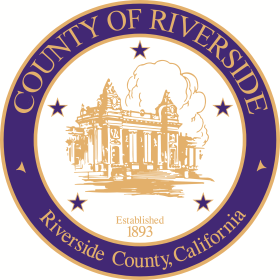 COUNTY OF RIVERSIDE
Established
1893
Riverside County, California